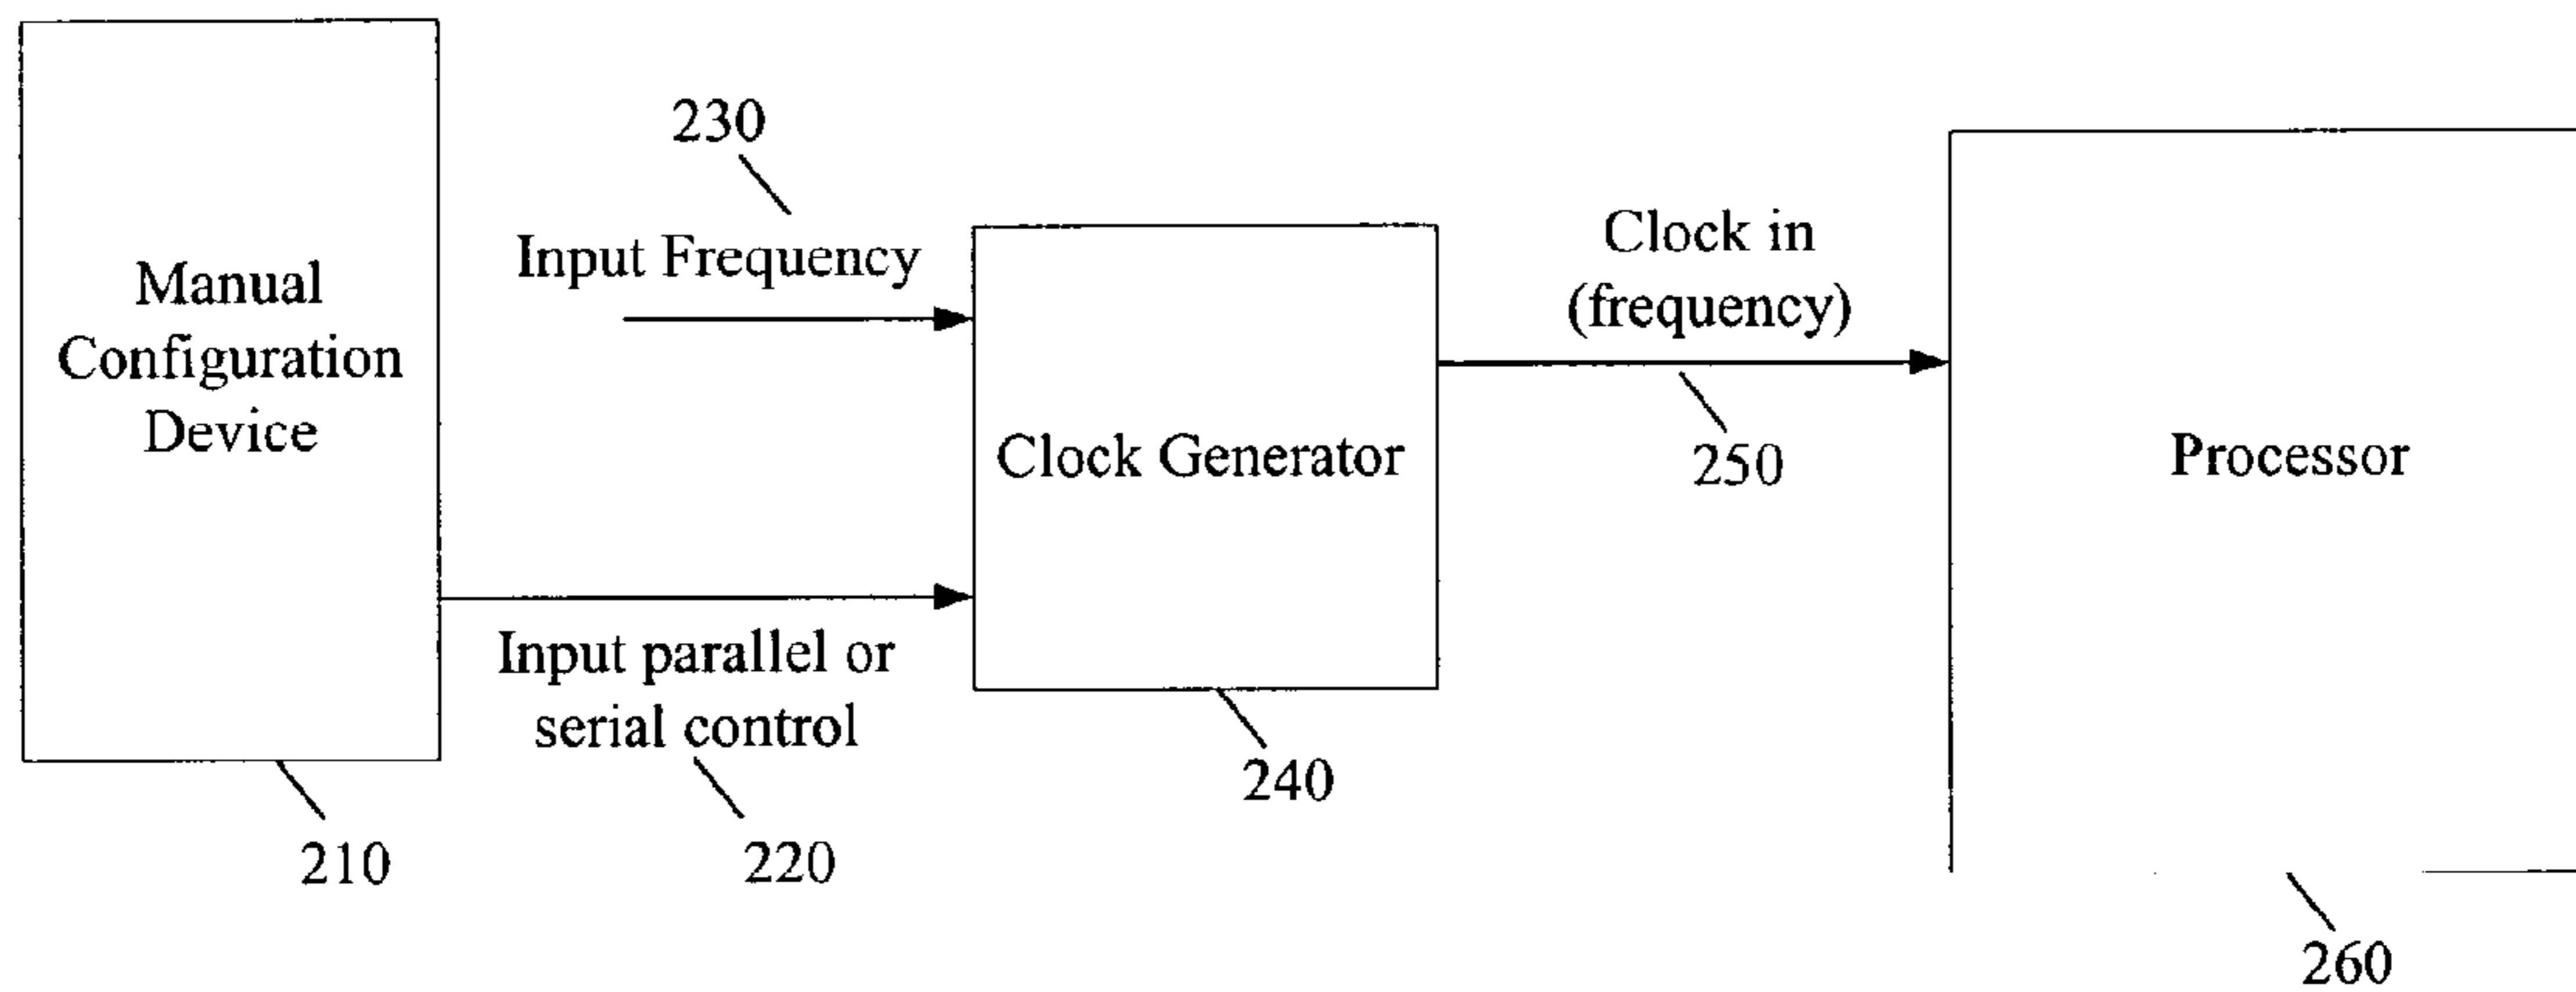 Manual
Configuration
Device
210
230
Input Frequency
Input parallel or
serial control
220
Clock Generator
240
Clock in
(frequency)
250
Processor
260